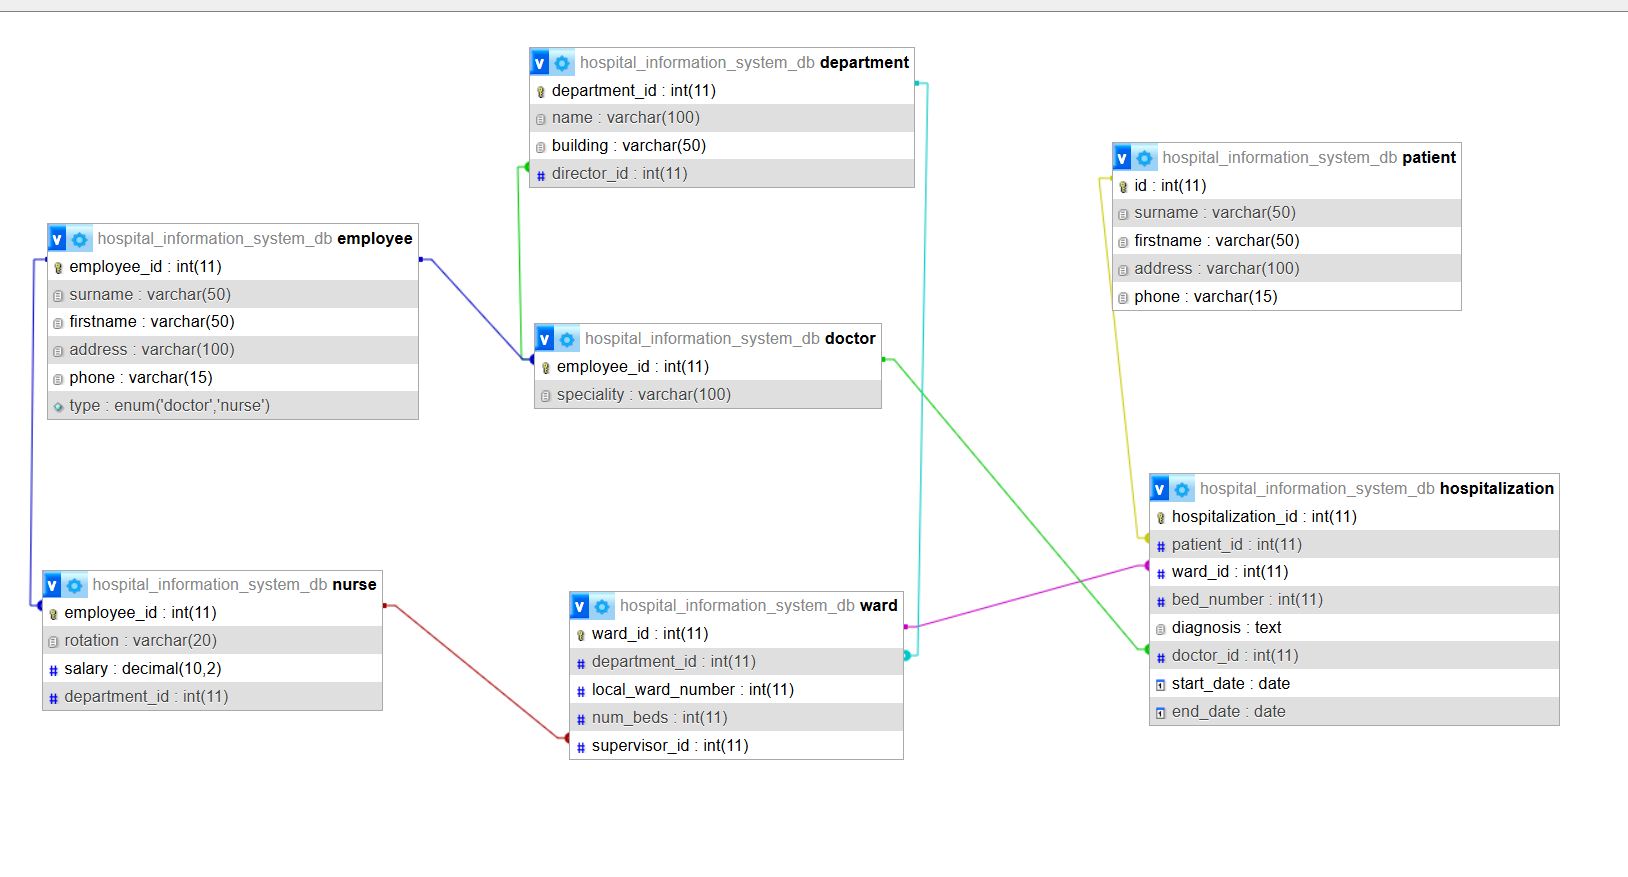 hospital_information_system_db department
department_id : int(11)
name : varchar(100)
building : varchar(50)
director_id : int(11)
hospital_information_system_db patient
id : int(11)
surname : varchar(50)
firstname : varchar(50)
address : varchar(100)
phone : varchar(15)
hospital_information_system_db employee
employee_id : int(11)
surname : varchar(50)
firstname : varchar(50)
address : varchar(100)
phone : varchar(15)
type : enum('doctor','nurse')
hospital_information_system_db doctor
employee_id : int(11)
speciality : varchar(100)
hospital_information_system_db hospitalization
hospitalization_id : int(11)
patient_id : int(11)
ward_id : int(11)
bed_number : int(11)
diagnosis : text
doctor_id : int(11)
start_date : date
end_date : date
hospital_information_system_db nurse
employee_id : int(11)
rotation : varchar(20)
salary : decimal(10,2)
department_id : int(11)
hospital_information_system_db ward
ward_id : int(11)
department_id : int(11)
local_ward_number : int(11)
num_beds : int(11)
supervisor_id : int(11)